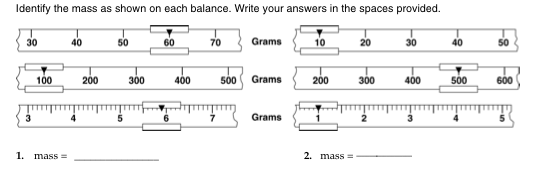 Identify the mass as shown on each balance. Write your answers in the spaces provided.
30 40 50 60 70 Grams 10 20 30 40 50
100 200 300 400 500 Grams 200 300 400 500 600
3 4 5 6 7 Grams 1 2 3 4 5
1. mass = 2. mass =